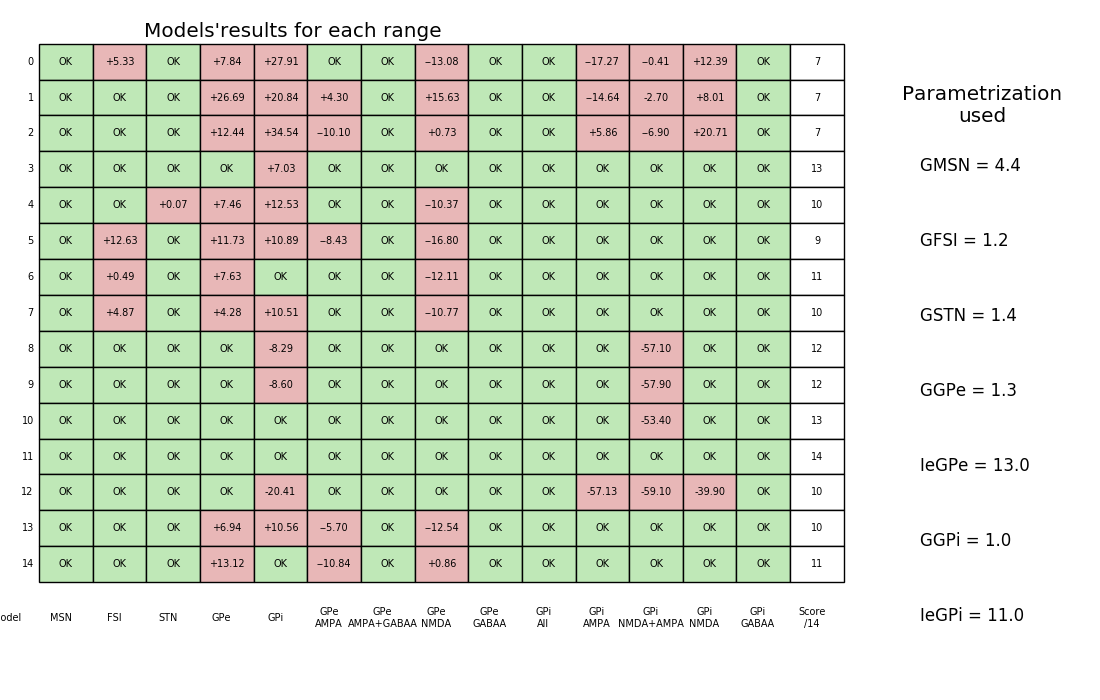 Models'results for each range
0 OK +5.33 OK +7.84 +27.91 OK OK −13.08 OK OK −17.27 −0.41 +12.39 OK 7
1 OK OK OK +26.69 +20.84 +4.30 OK +15.63 OK OK −14.64 -2.70 +8.01 OK 7
2 OK OK OK +12.44 +34.54 −10.10 OK +0.73 OK OK +5.86 −6.90 +20.71 OK 7
3 OK OK OK OK +7.03 OK OK OK OK OK OK OK OK OK 13
4 OK OK +0.07 +7.46 +12.53 OK OK −10.37 OK OK OK OK OK OK 10
5 OK +12.63 OK +11.73 +10.89 −8.43 OK −16.80 OK OK OK OK OK OK 9
6 OK +0.49 OK +7.63 OK OK OK −12.11 OK OK OK OK OK OK 11
7 OK +4.87 OK +4.28 +10.51 OK OK −10.77 OK OK OK OK OK OK 10
8 OK OK OK OK -8.29 OK OK OK OK OK OK -57.10 OK OK 12
9 OK OK OK OK -8.60 OK OK OK OK OK OK -57.90 OK OK 12
10 OK OK OK OK OK OK OK OK OK OK OK -53.40 OK OK 13
11 OK OK OK OK OK OK OK OK OK OK OK OK OK OK 14
12 OK OK OK OK -20.41 OK OK OK OK OK -57.13 -59.10 -39.90 OK 10
13 OK OK OK +6.94 +10.56 −5.70 OK −12.54 OK OK OK OK OK OK 10
14 OK OK OK +13.12 OK −10.84 OK +0.86 OK OK OK OK OK OK 11
odel MSN FSI STN GPe GPi GPe AMPA GPe AMPA+GABAA GPe NMDA GPe GABAA GPi All GPi AMPA GPi NMDA+AMPA GPi NMDA GPi GABAA Score /14
Parametrization
used
GMSN = 4.4
GFSI = 1.2
GSTN = 1.4
GGPe = 1.3
IeGPe = 13.0
GGPi = 1.0
IeGPi = 11.0